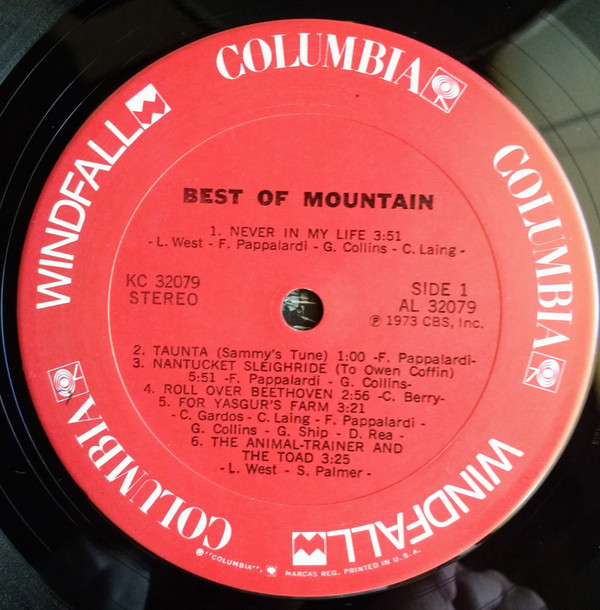 COLUMBIA
COLUMBIA
WINDFALL
COLUMBIA
WINDFALL
BEST OF MOUNTAIN
1. NEVER IN MY LIFE 3:51
- L. West - F. Pappalardi - G. Collins - C. Laing -
KC 32079
STEREO
SIDE 1
AL 32079
℗ 1973 CBS, Inc.
2. TAUNTA (Sammy's Tune) 1:00 -F. Pappalardi-
3. NANTUCKET SLEIGHRIDE (To Owen Coffin)
5:51 -F. Pappalardi - G. Collins-
4. ROLL OVER BEETHOVEN 2:56 -C. Berry-
5. FOR YASGUR'S FARM 3:21
- C. Gardos - C. Laing - F. Pappalardi -
G. Collins - G. Ship - D. Rea -
6. THE ANIMAL-TRAINER AND
THE TOAD 3:25
- L. West - S. Palmer -
℗"COLUMBIA", MARCAS REG. PRINTED IN U.S.A.